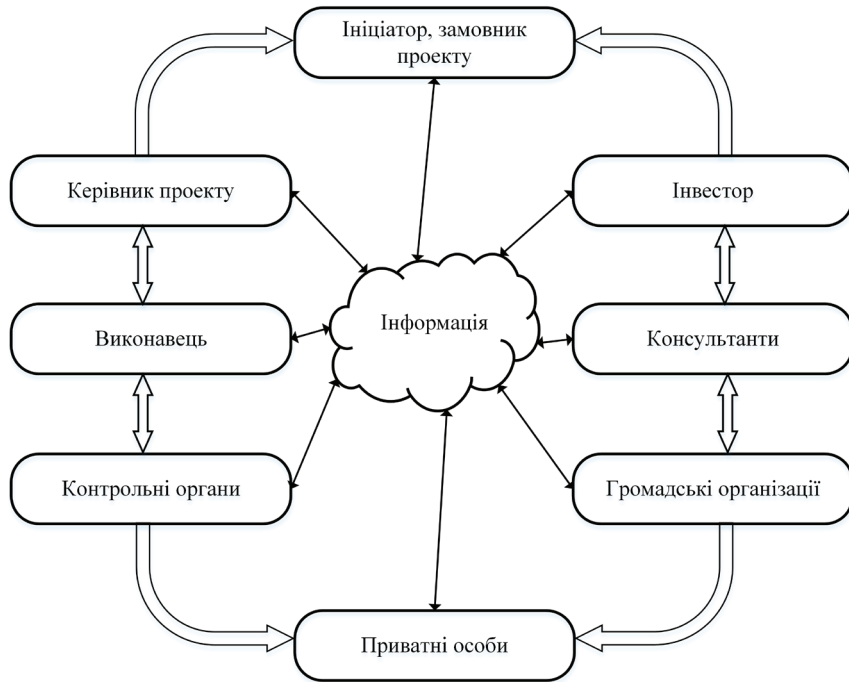 Ініціатор, замовник
проекту
Керівник проекту
Інвестор
Інформація
Виконавець
Консультанти
Контрольні органи
Громадські організації
Приватні особи